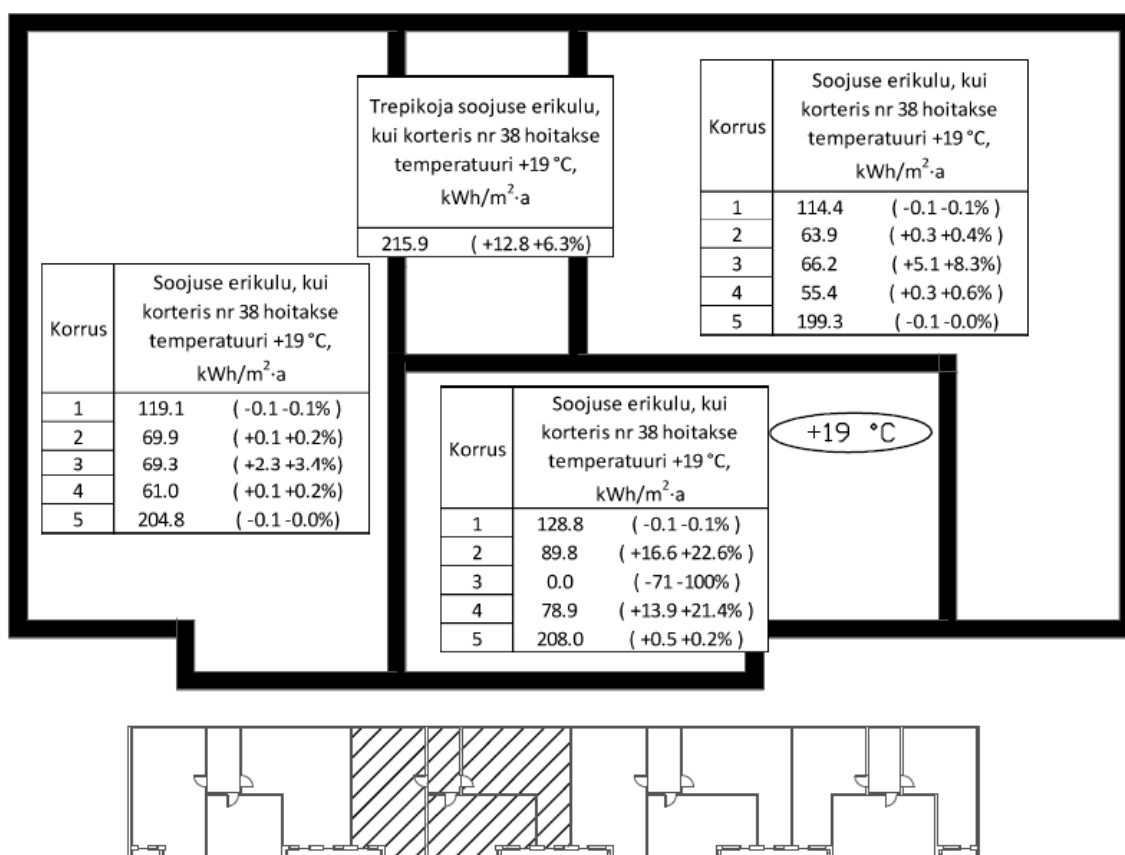 Trepikoja soojuse erikulu,
kui korteris nr 38 hoitakse
temperatuuri +19 °C,
kWh/m²·a
215.9 ( +12.8 +6.3%)
Korrus
Soojuse erikulu, kui
korteris nr 38 hoitakse
temperatuuri +19 °C,
kWh/m²·a
1 114.4 ( -0.1 -0.1% )
2 63.9 ( +0.3 +0.4% )
3 66.2 ( +5.1 +8.3%)
4 55.4 ( +0.3 +0.6% )
5 199.3 ( -0.1 -0.0%)
Korrus
Soojuse erikulu, kui
korteris nr 38 hoitakse
temperatuuri +19 °C,
kWh/m²·a
1 119.1 ( -0.1 -0.1% )
2 69.9 ( +0.1 +0.2%)
3 69.3 ( +2.3 +3.4%)
4 61.0 ( +0.1 +0.2%)
5 204.8 ( -0.1 -0.0%)
Korrus
Soojuse erikulu, kui
korteris nr 38 hoitakse
temperatuuri +19 °C,
kWh/m²·a
1 128.8 ( -0.1 -0.1% )
2 89.8 ( +16.6 +22.6% )
3 0.0 ( -71 -100% )
4 78.9 ( +13.9 +21.4% )
5 208.0 ( +0.5 +0.2% )
+19 °C